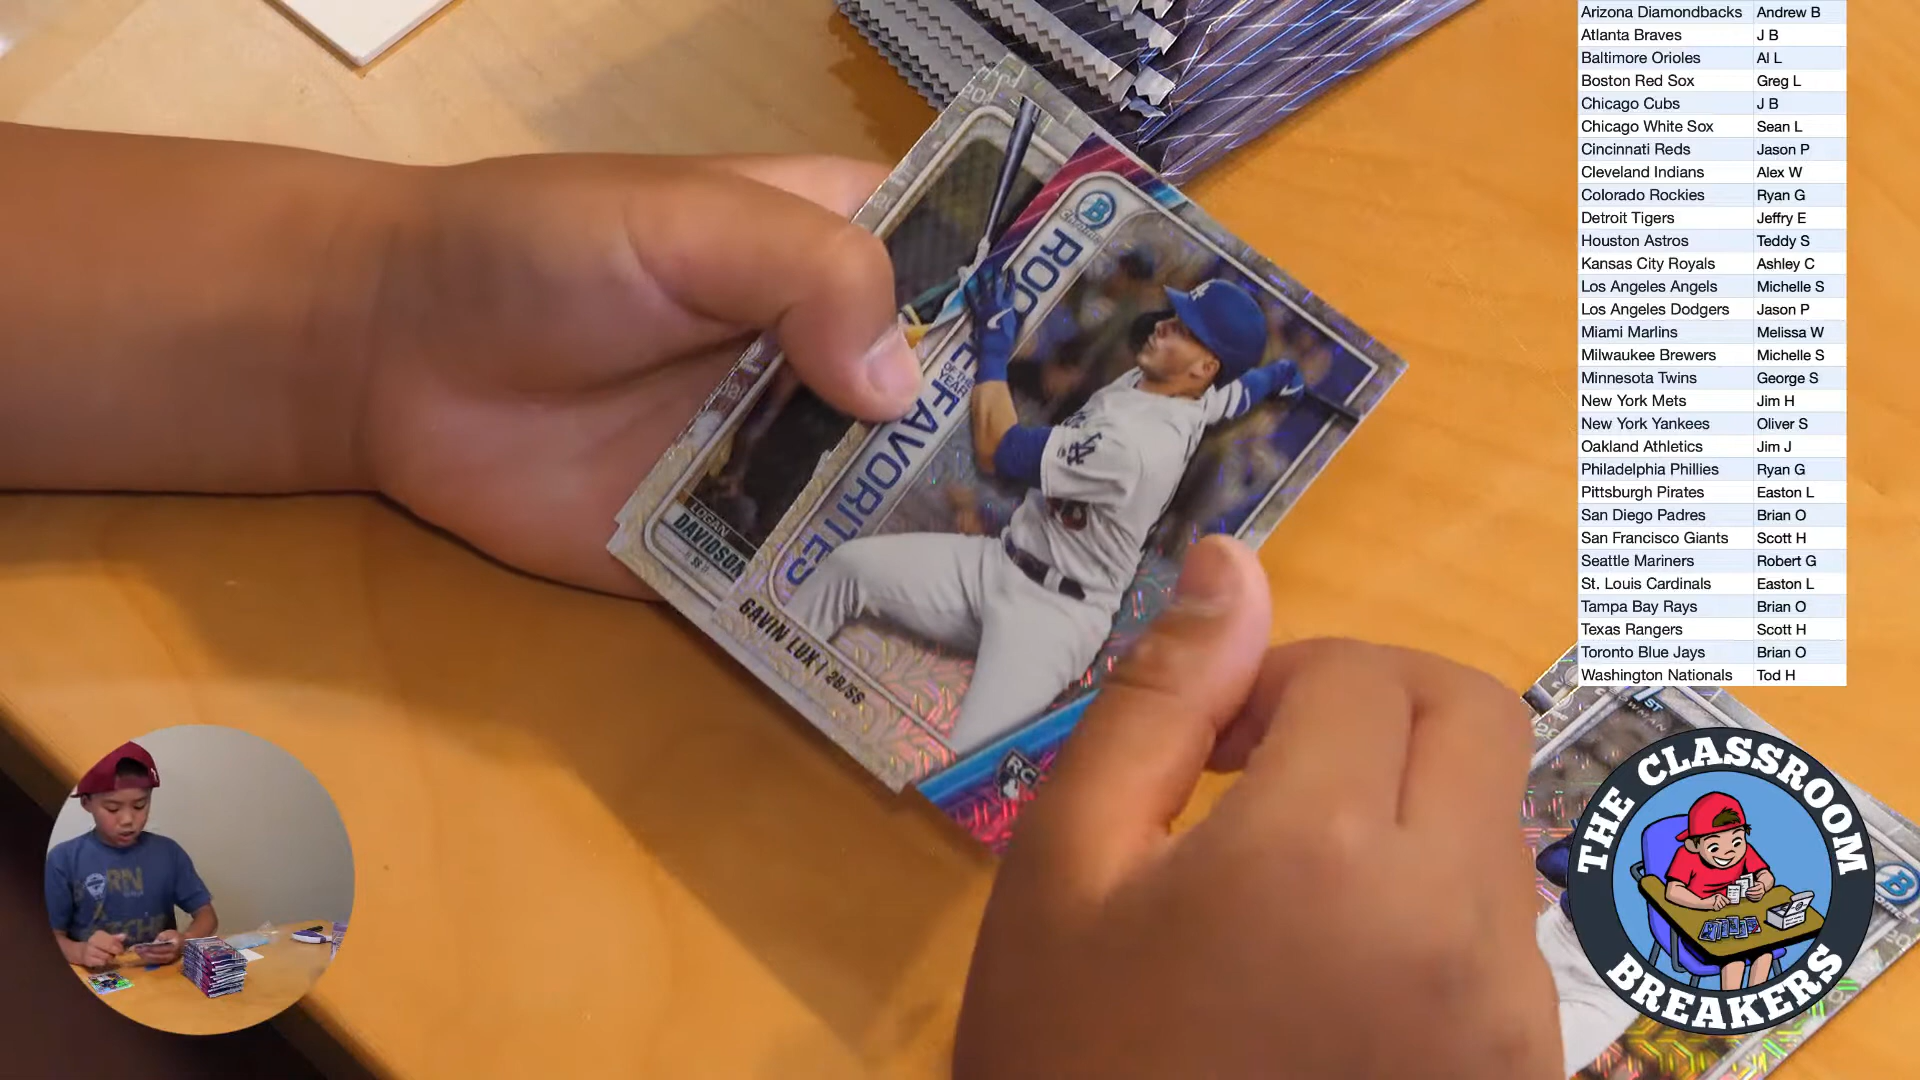 Arizona Diamondbacks Andrew B
Atlanta Braves J B
Baltimore Orioles Al L
Boston Red Sox Greg L
Chicago Cubs J B
Chicago White Sox Sean L
Cincinnati Reds Jason P
Cleveland Indians Alex W
Colorado Rockies Ryan G
Detroit Tigers Jeffry E
Houston Astros Teddy S
Kansas City Royals Ashley C
Los Angeles Angels Michelle S
Los Angeles Dodgers Jason P
Miami Marlins Melissa W
Milwaukee Brewers Michelle S
Minnesota Twins George S
New York Mets Jim H
New York Yankees Oliver S
Oakland Athletics Jim J
Philadelphia Phillies Ryan G
Pittsburgh Pirates Easton L
San Diego Padres Brian O
San Francisco Giants Scott H
Seattle Mariners Robert G
St. Louis Cardinals Easton L
Tampa Bay Rays Brian O
Texas Rangers Scott H
Toronto Blue Jays Brian O
Washington Nationals Tod H
B
OF THE
YEAR
FAVORITES
GAVIN LUX | 2B/SS
RC
LA
LOGAN
DAVIDSON
SS
1ST
BOWMAN
B
THE CLASSROOM
BREAKERS